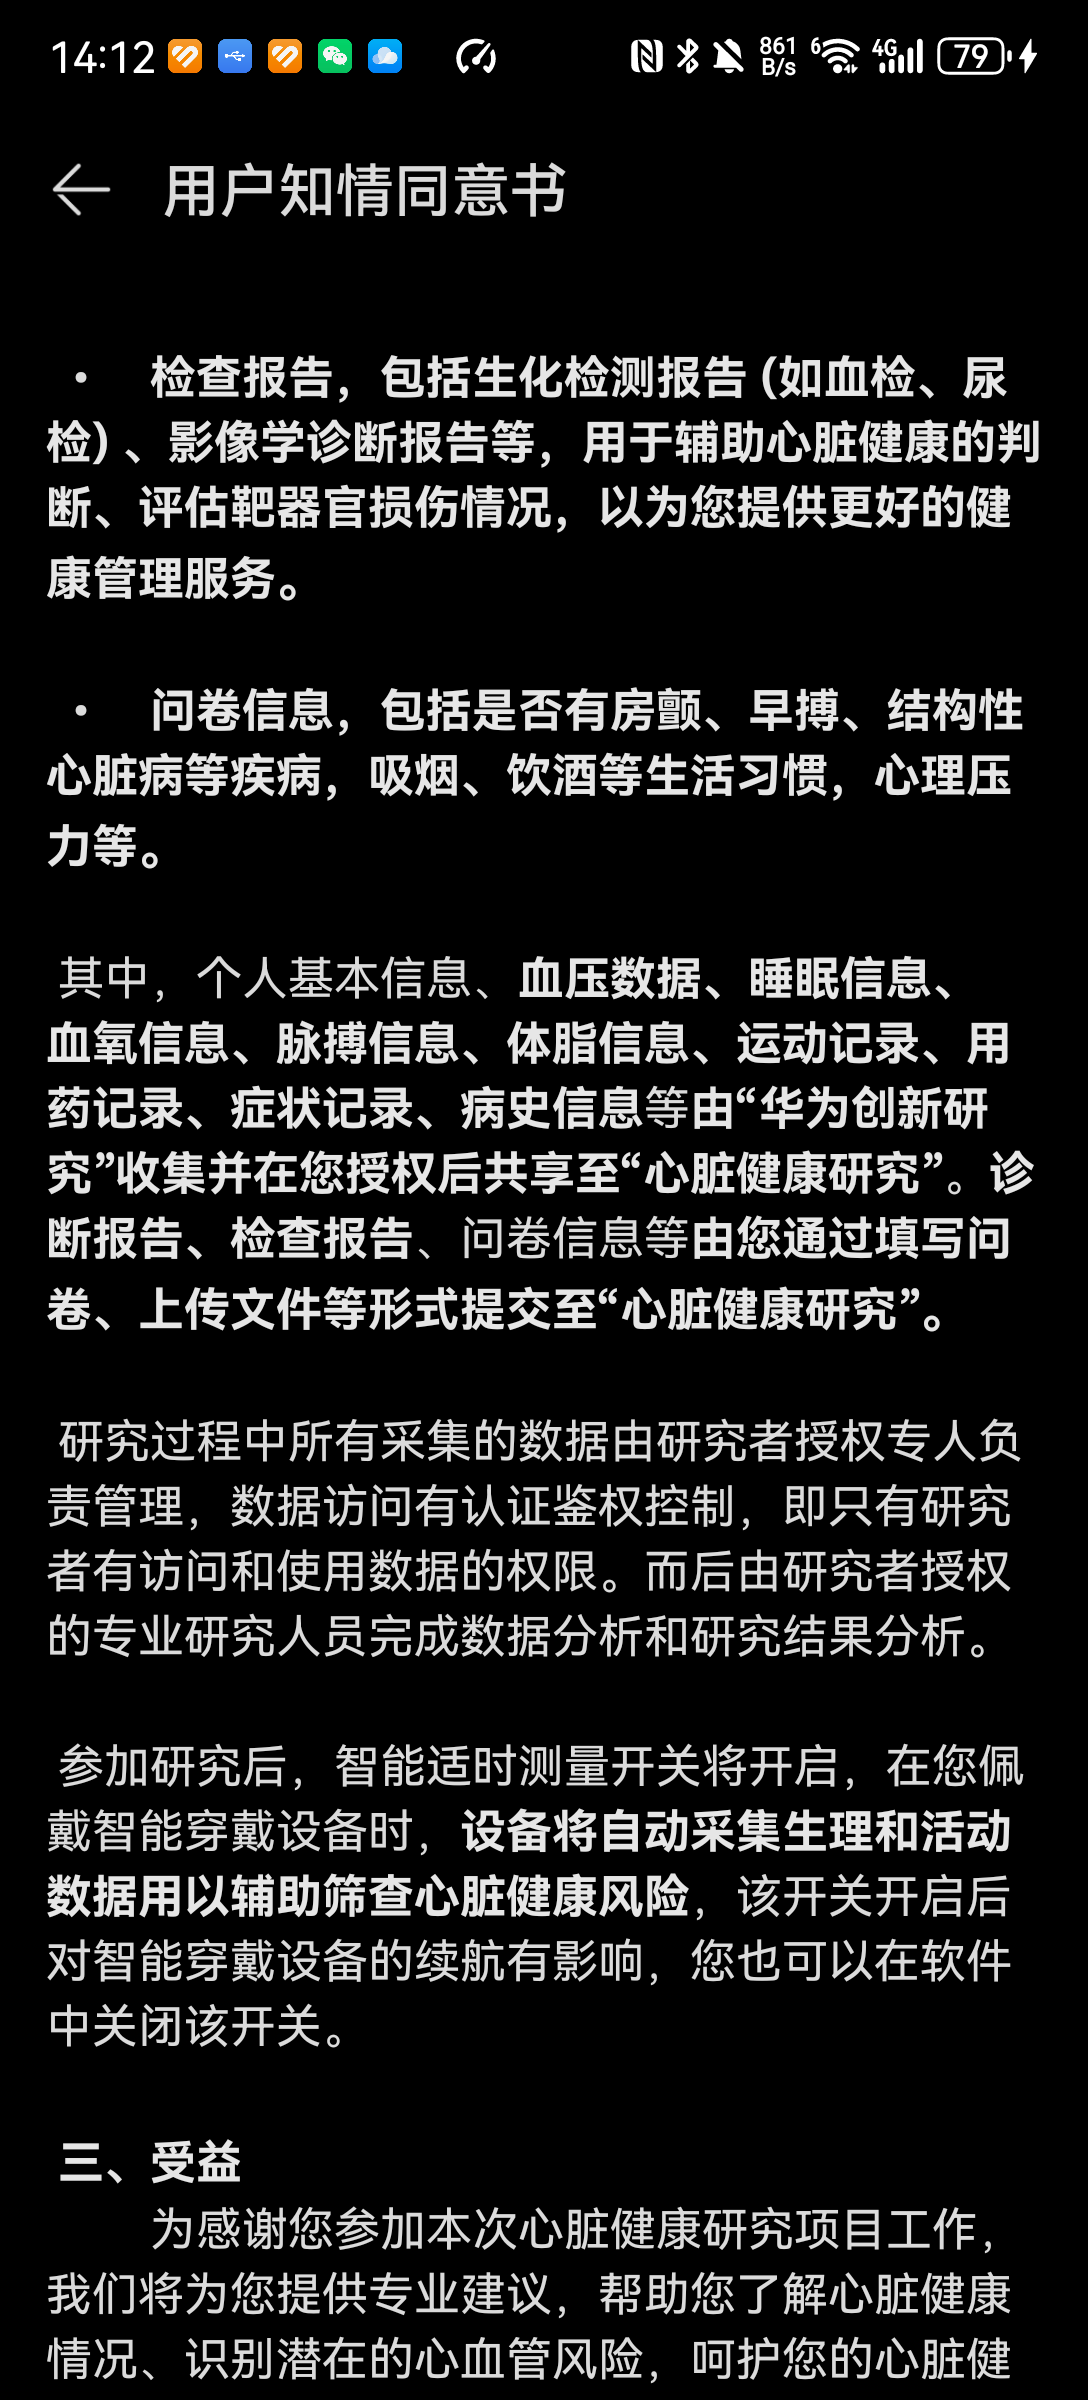 14:12 861 B/s 6 4G 79
用户知情同意书
· 检查报告，包括生化检测报告 (如血检、尿
检) 、影像学诊断报告等，用于辅助心脏健康的判
断、评估靶器官损伤情况，以为您提供更好的健
康管理服务。
· 问卷信息，包括是否有房颤、早搏、结构性
心脏病等疾病，吸烟、饮酒等生活习惯，心理压
力等。
其中，个人基本信息、血压数据、睡眠信息、
血氧信息、脉搏信息、体脂信息、运动记录、用
药记录、症状记录、病史信息等由“华为创新研
究”收集并在您授权后共享至“心脏健康研究”。诊
断报告、检查报告、问卷信息等由您通过填写问
卷、上传文件等形式提交至“心脏健康研究”。
研究过程中所有采集的数据由研究者授权专人负
责管理，数据访问有认证鉴权控制，即只有研究
者有访问和使用数据的权限。而后由研究者授权
的专业研究人员完成数据分析和研究结果分析。
参加研究后，智能适时测量开关将开启，在您佩
戴智能穿戴设备时，设备将自动采集生理和活动
数据用以辅助筛查心脏健康风险，该开关开启后
对智能穿戴设备的续航有影响，您也可以在软件
中关闭该开关。
三、受益
为感谢您参加本次心脏健康研究项目工作，
我们将为您提供专业建议，帮助您了解心脏健康
情况、识别潜在的心血管风险，呵护您的心脏健